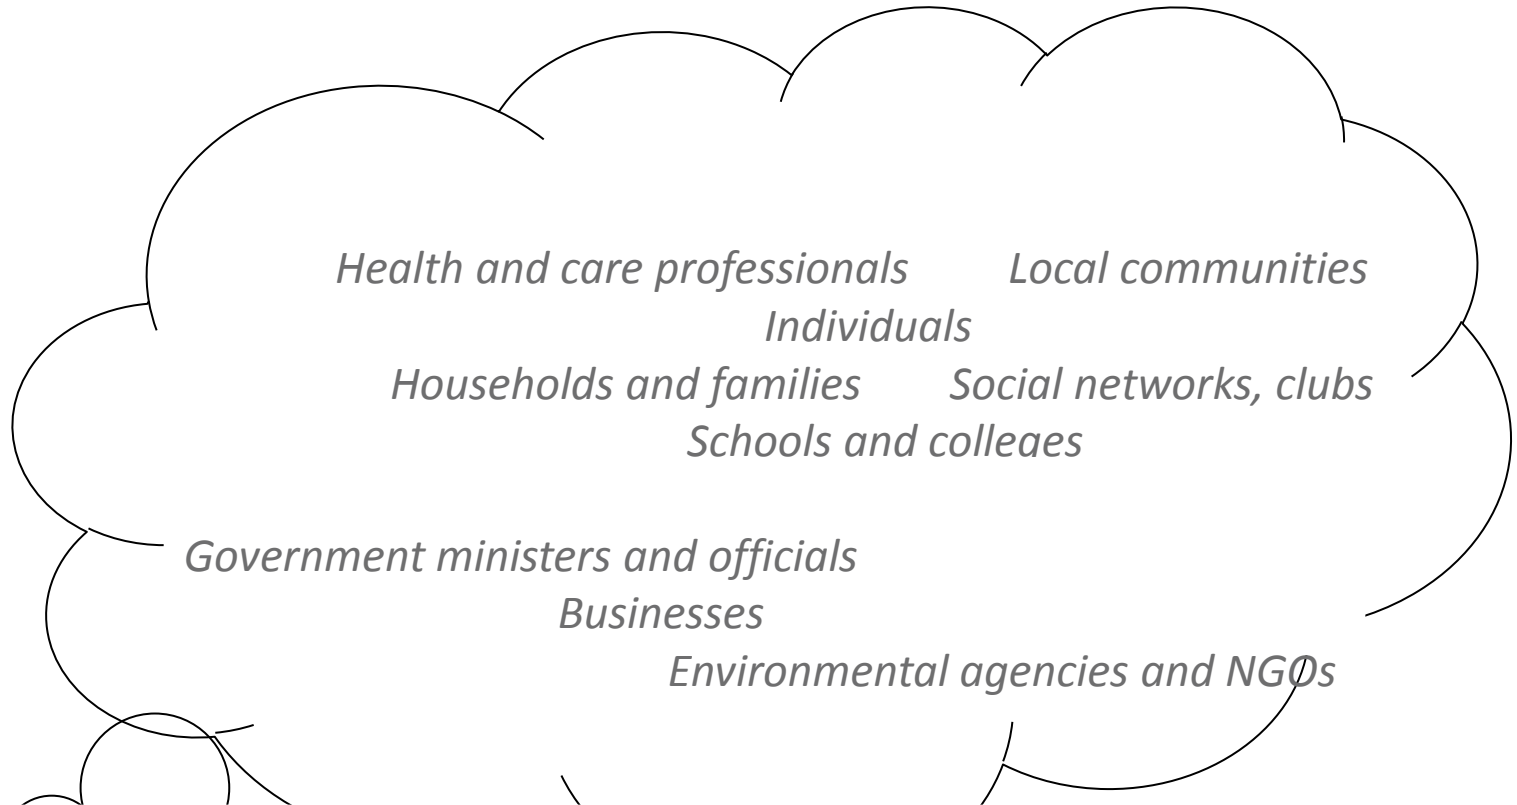 Health and care professionals Local communities
Individuals
Households and families Social networks, clubs
Schools and colleges
Government ministers and officials
Businesses
Environmental agencies and NGOs